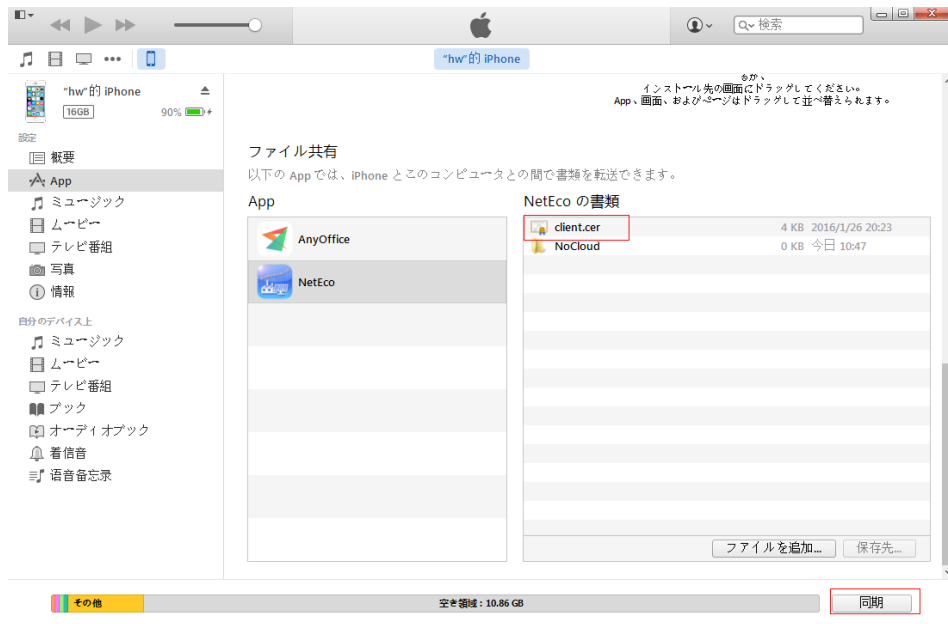 検索
"hw"的 iPhone
"hw"的 iPhone
16GB
90%
設定
概要
App
ミュージック
ムービー
テレビ番組
写真
情報
自分のデバイス上
ミュージック
ムービー
テレビ番組
ブック
オーディオブック
着信音
语音备忘录
るか、
インストール先の画面にドラッグしてください。
App、画面、およびページはドラッグして並べ替えられます。
ファイル共有
以下の App では、iPhone とこのコンピュータとの間で書類を転送できます。
App
AnyOffice
NetEco
NetEco の書類
client.cer 4 KB 2016/1/26 20:23
NoCloud 0 KB 今日 10:47
ファイルを追加...
保存先...
その他
空き領域 : 10.86 GB
同期